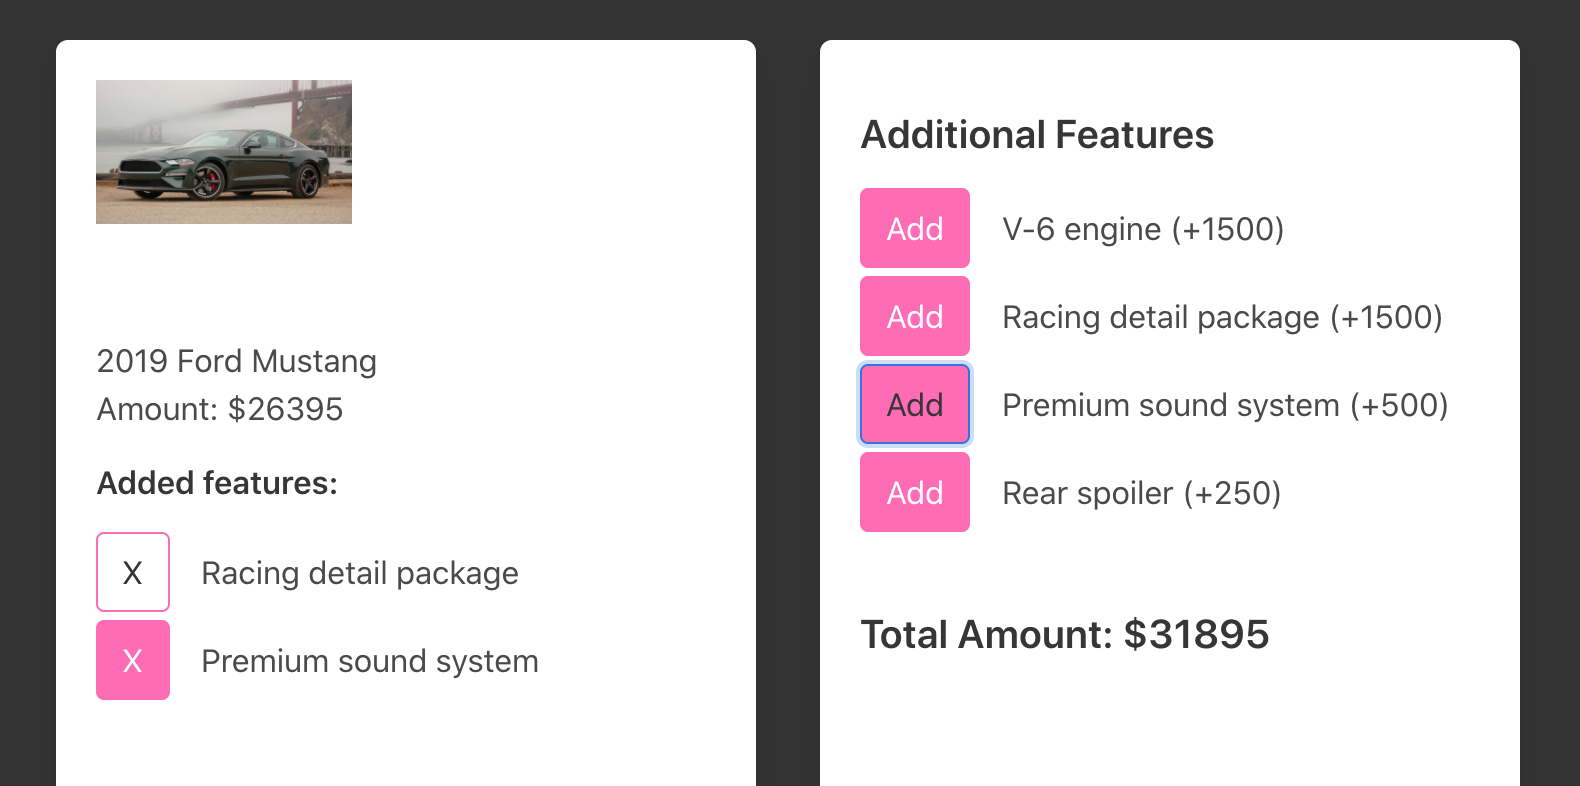 2019 Ford Mustang
Amount: $26395
Added features:
X Racing detail package
X Premium sound system
Additional Features
Add V-6 engine (+1500)
Add Racing detail package (+1500)
Add Premium sound system (+500)
Add Rear spoiler (+250)
Total Amount: $31895